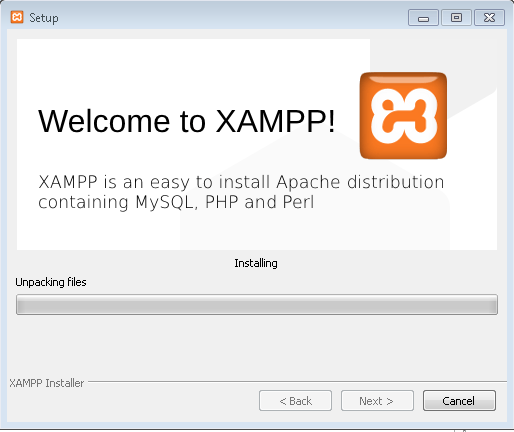 Setup
Welcome to XAMPP!
XAMPP is an easy to install Apache distribution
containing MySQL, PHP and Perl
Installing
Unpacking files
XAMPP Installer
< Back
Next >
Cancel